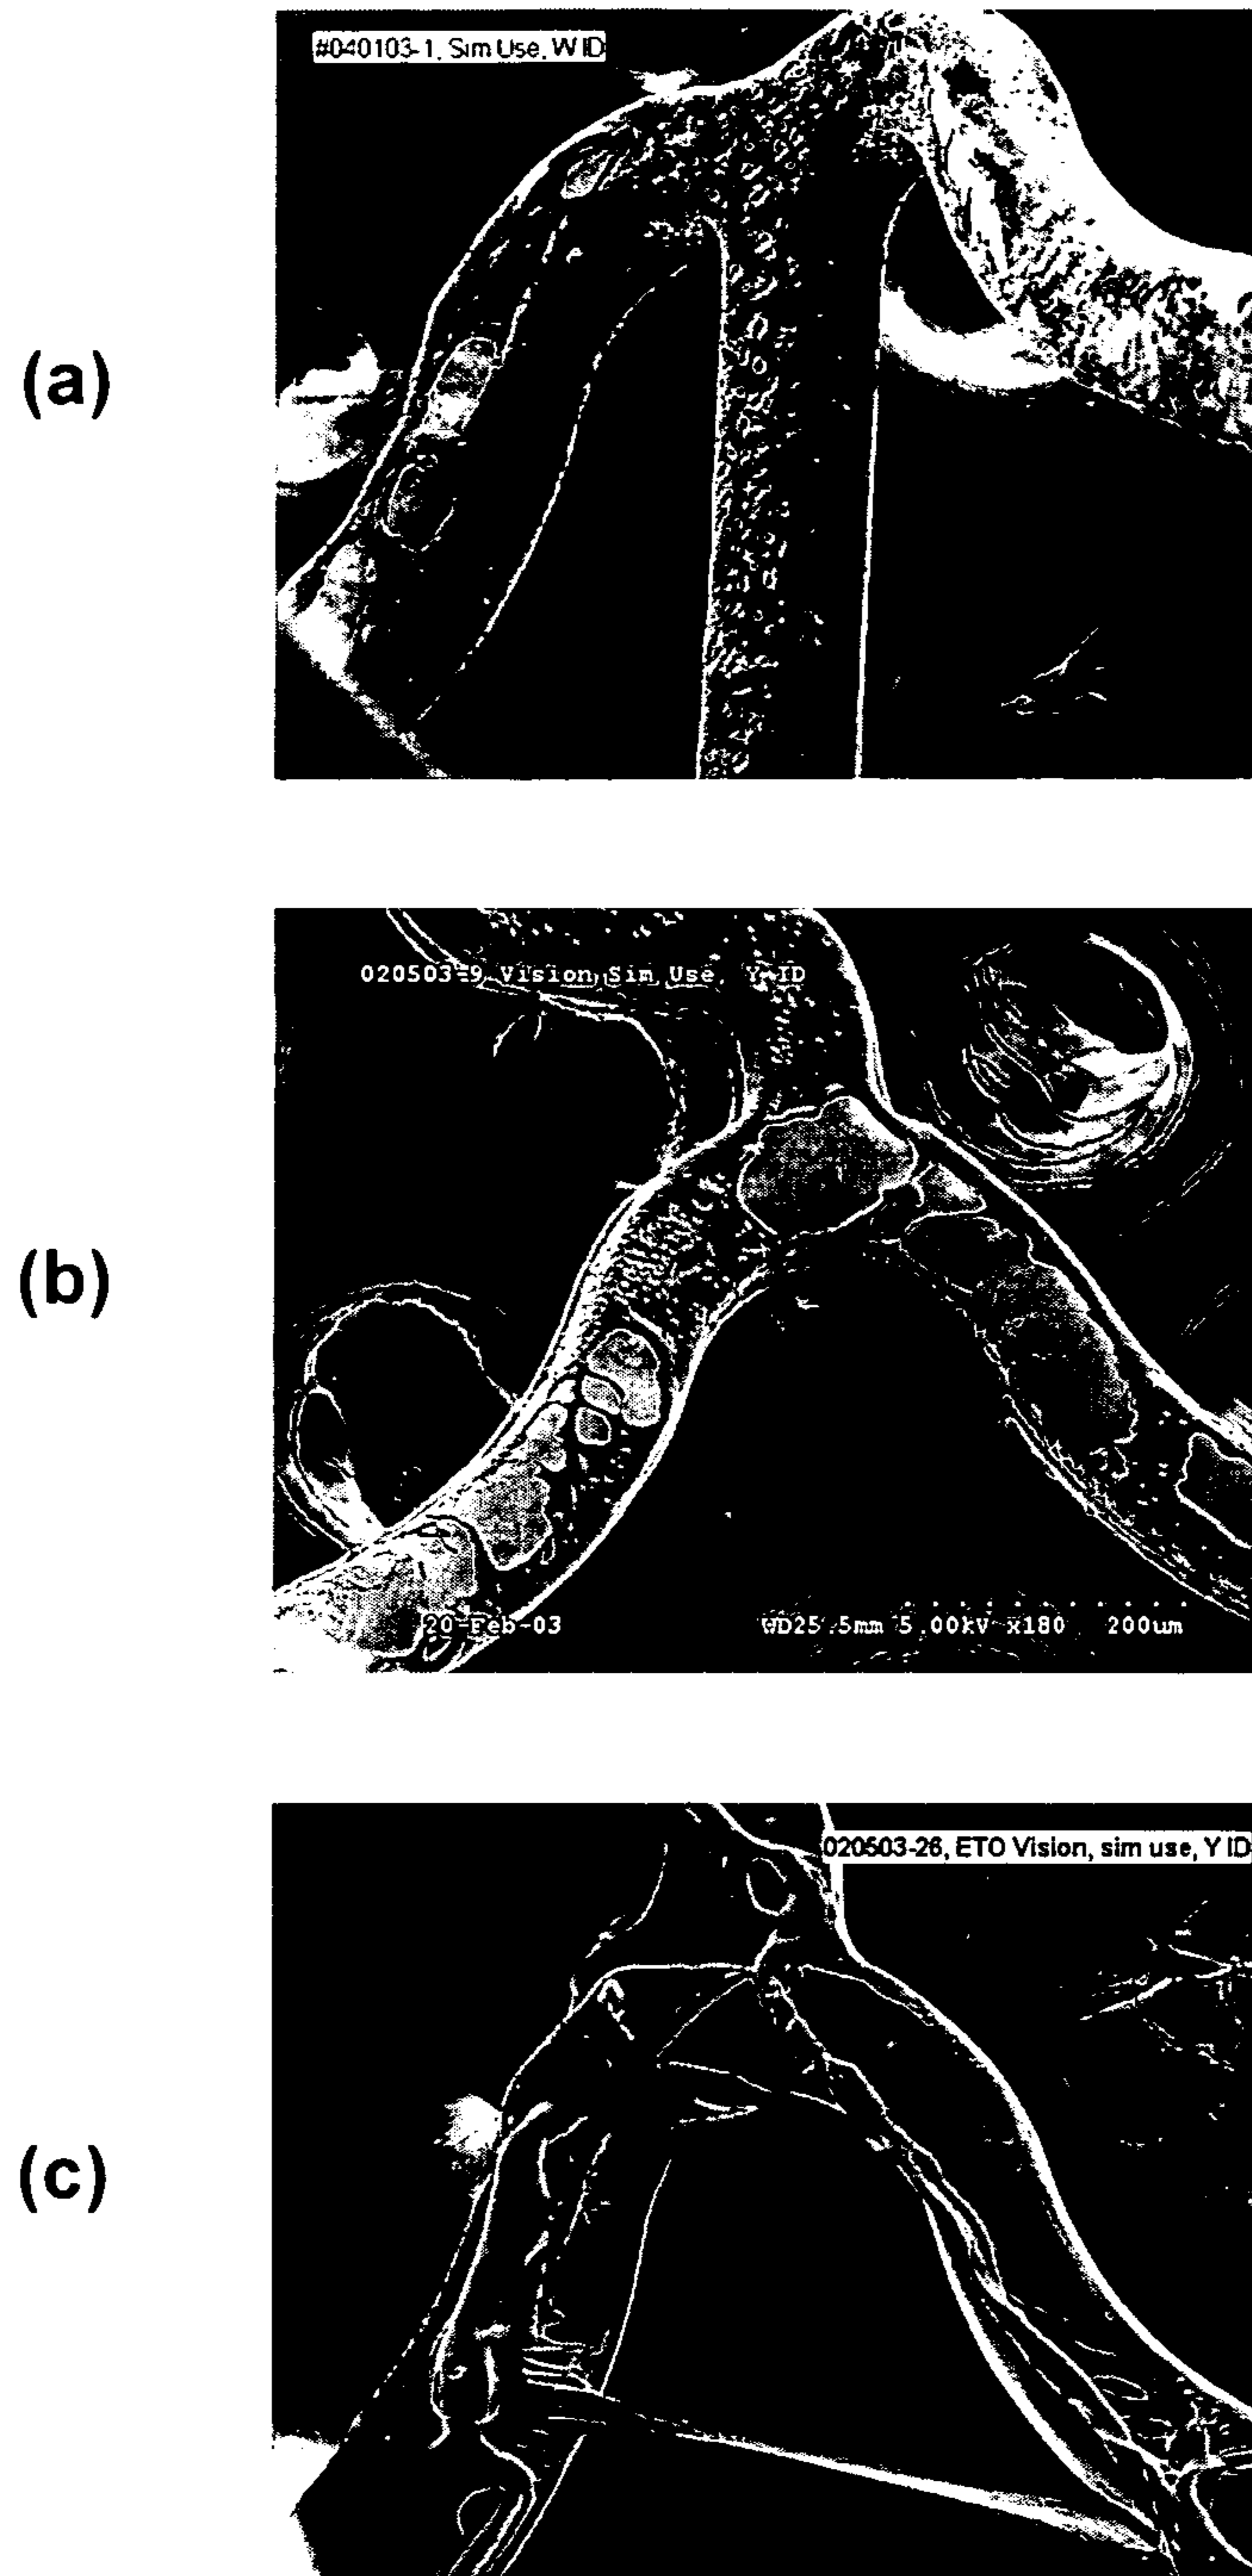 (a)
#040103-1, Sim Use, W ID
(b)
020503-9 Vision, Sim Use, Y ID
20-Feb-03
WD25.5mm 5.00kV x180 200um
(c)
020503-26, ETO Vision, sim use, Y ID